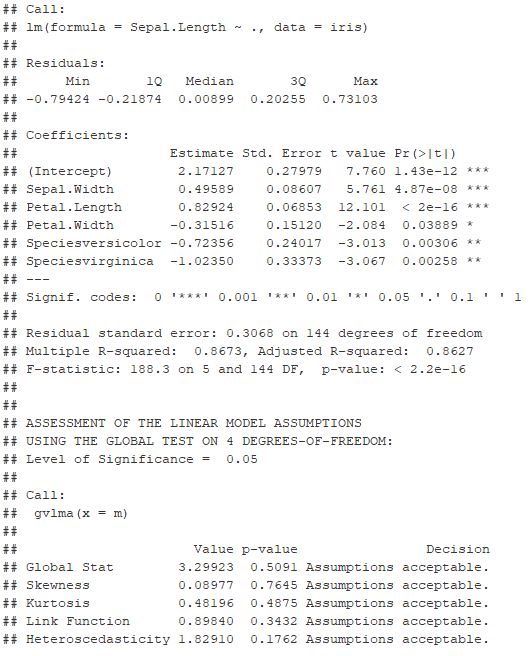 ## Call:
## lm(formula = Sepal.Length ~ ., data = iris)
##
## Residuals:
##      Min       1Q   Median       3Q      Max
## -0.79424 -0.21874  0.00899  0.20255  0.73103
##
## Coefficients:
##                   Estimate Std. Error t value Pr(>|t|)
## (Intercept)        2.17127    0.27979   7.760 1.43e-12 ***
## Sepal.Width        0.49589    0.08607   5.761 4.87e-08 ***
## Petal.Length       0.82924    0.06853  12.101  < 2e-16 ***
## Petal.Width       -0.31516    0.15120  -2.084  0.03889 *
## Speciesversicolor -0.72356    0.24017  -3.013  0.00306 **
## Speciesvirginica  -1.02350    0.33373  -3.067  0.00258 **
## ---
## Signif. codes:  0 '***' 0.001 '**' 0.01 '*' 0.05 '.' 0.1 ' ' 1
##
## Residual standard error: 0.3068 on 144 degrees of freedom
## Multiple R-squared:  0.8673, Adjusted R-squared:  0.8627
## F-statistic: 188.3 on 5 and 144 DF,  p-value: < 2.2e-16
##
##
## ASSESSMENT OF THE LINEAR MODEL ASSUMPTIONS
## USING THE GLOBAL TEST ON 4 DEGREES-OF-FREEDOM:
## Level of Significance =  0.05
##
## Call:
##  gvlma(x = m)
##
##                      Value p-value                Decision
## Global Stat        3.29923  0.5091 Assumptions acceptable.
## Skewness           0.08977  0.7645 Assumptions acceptable.
## Kurtosis           0.48196  0.4875 Assumptions acceptable.
## Link Function      0.89840  0.3432 Assumptions acceptable.
## Heteroscedasticity 1.82910  0.1762 Assumptions acceptable.